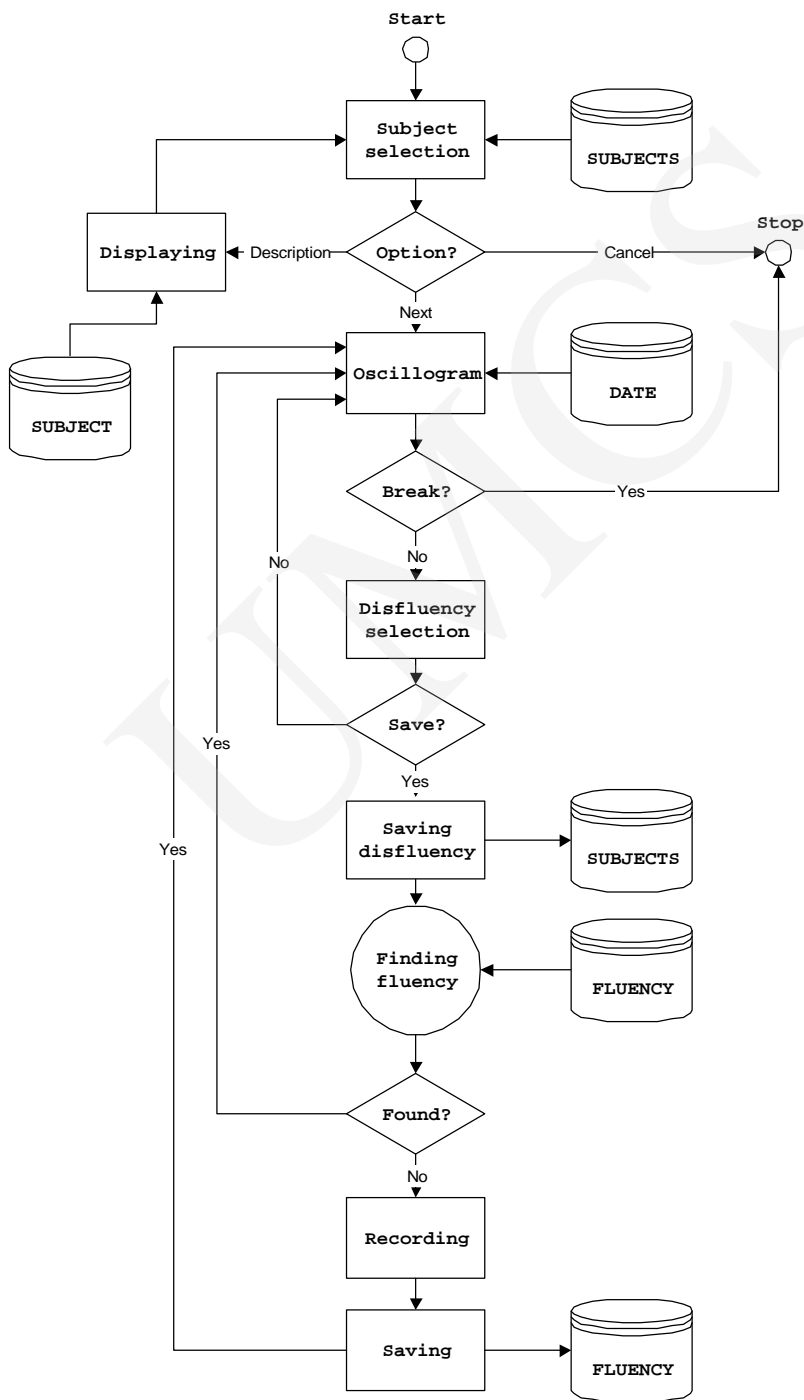 Start
Subject
selection
SUBJECTS
Stop
Displaying
Description
Option?
Cancel
Next
SUBJECT
Oscillogram
DATE
Break?
Yes
No
No
Disfluency
selection
Save?
Yes
Yes
Saving
disfluency
Yes
SUBJECTS
Finding
fluency
FLUENCY
Found?
No
Recording
Saving
FLUENCY
UMCS